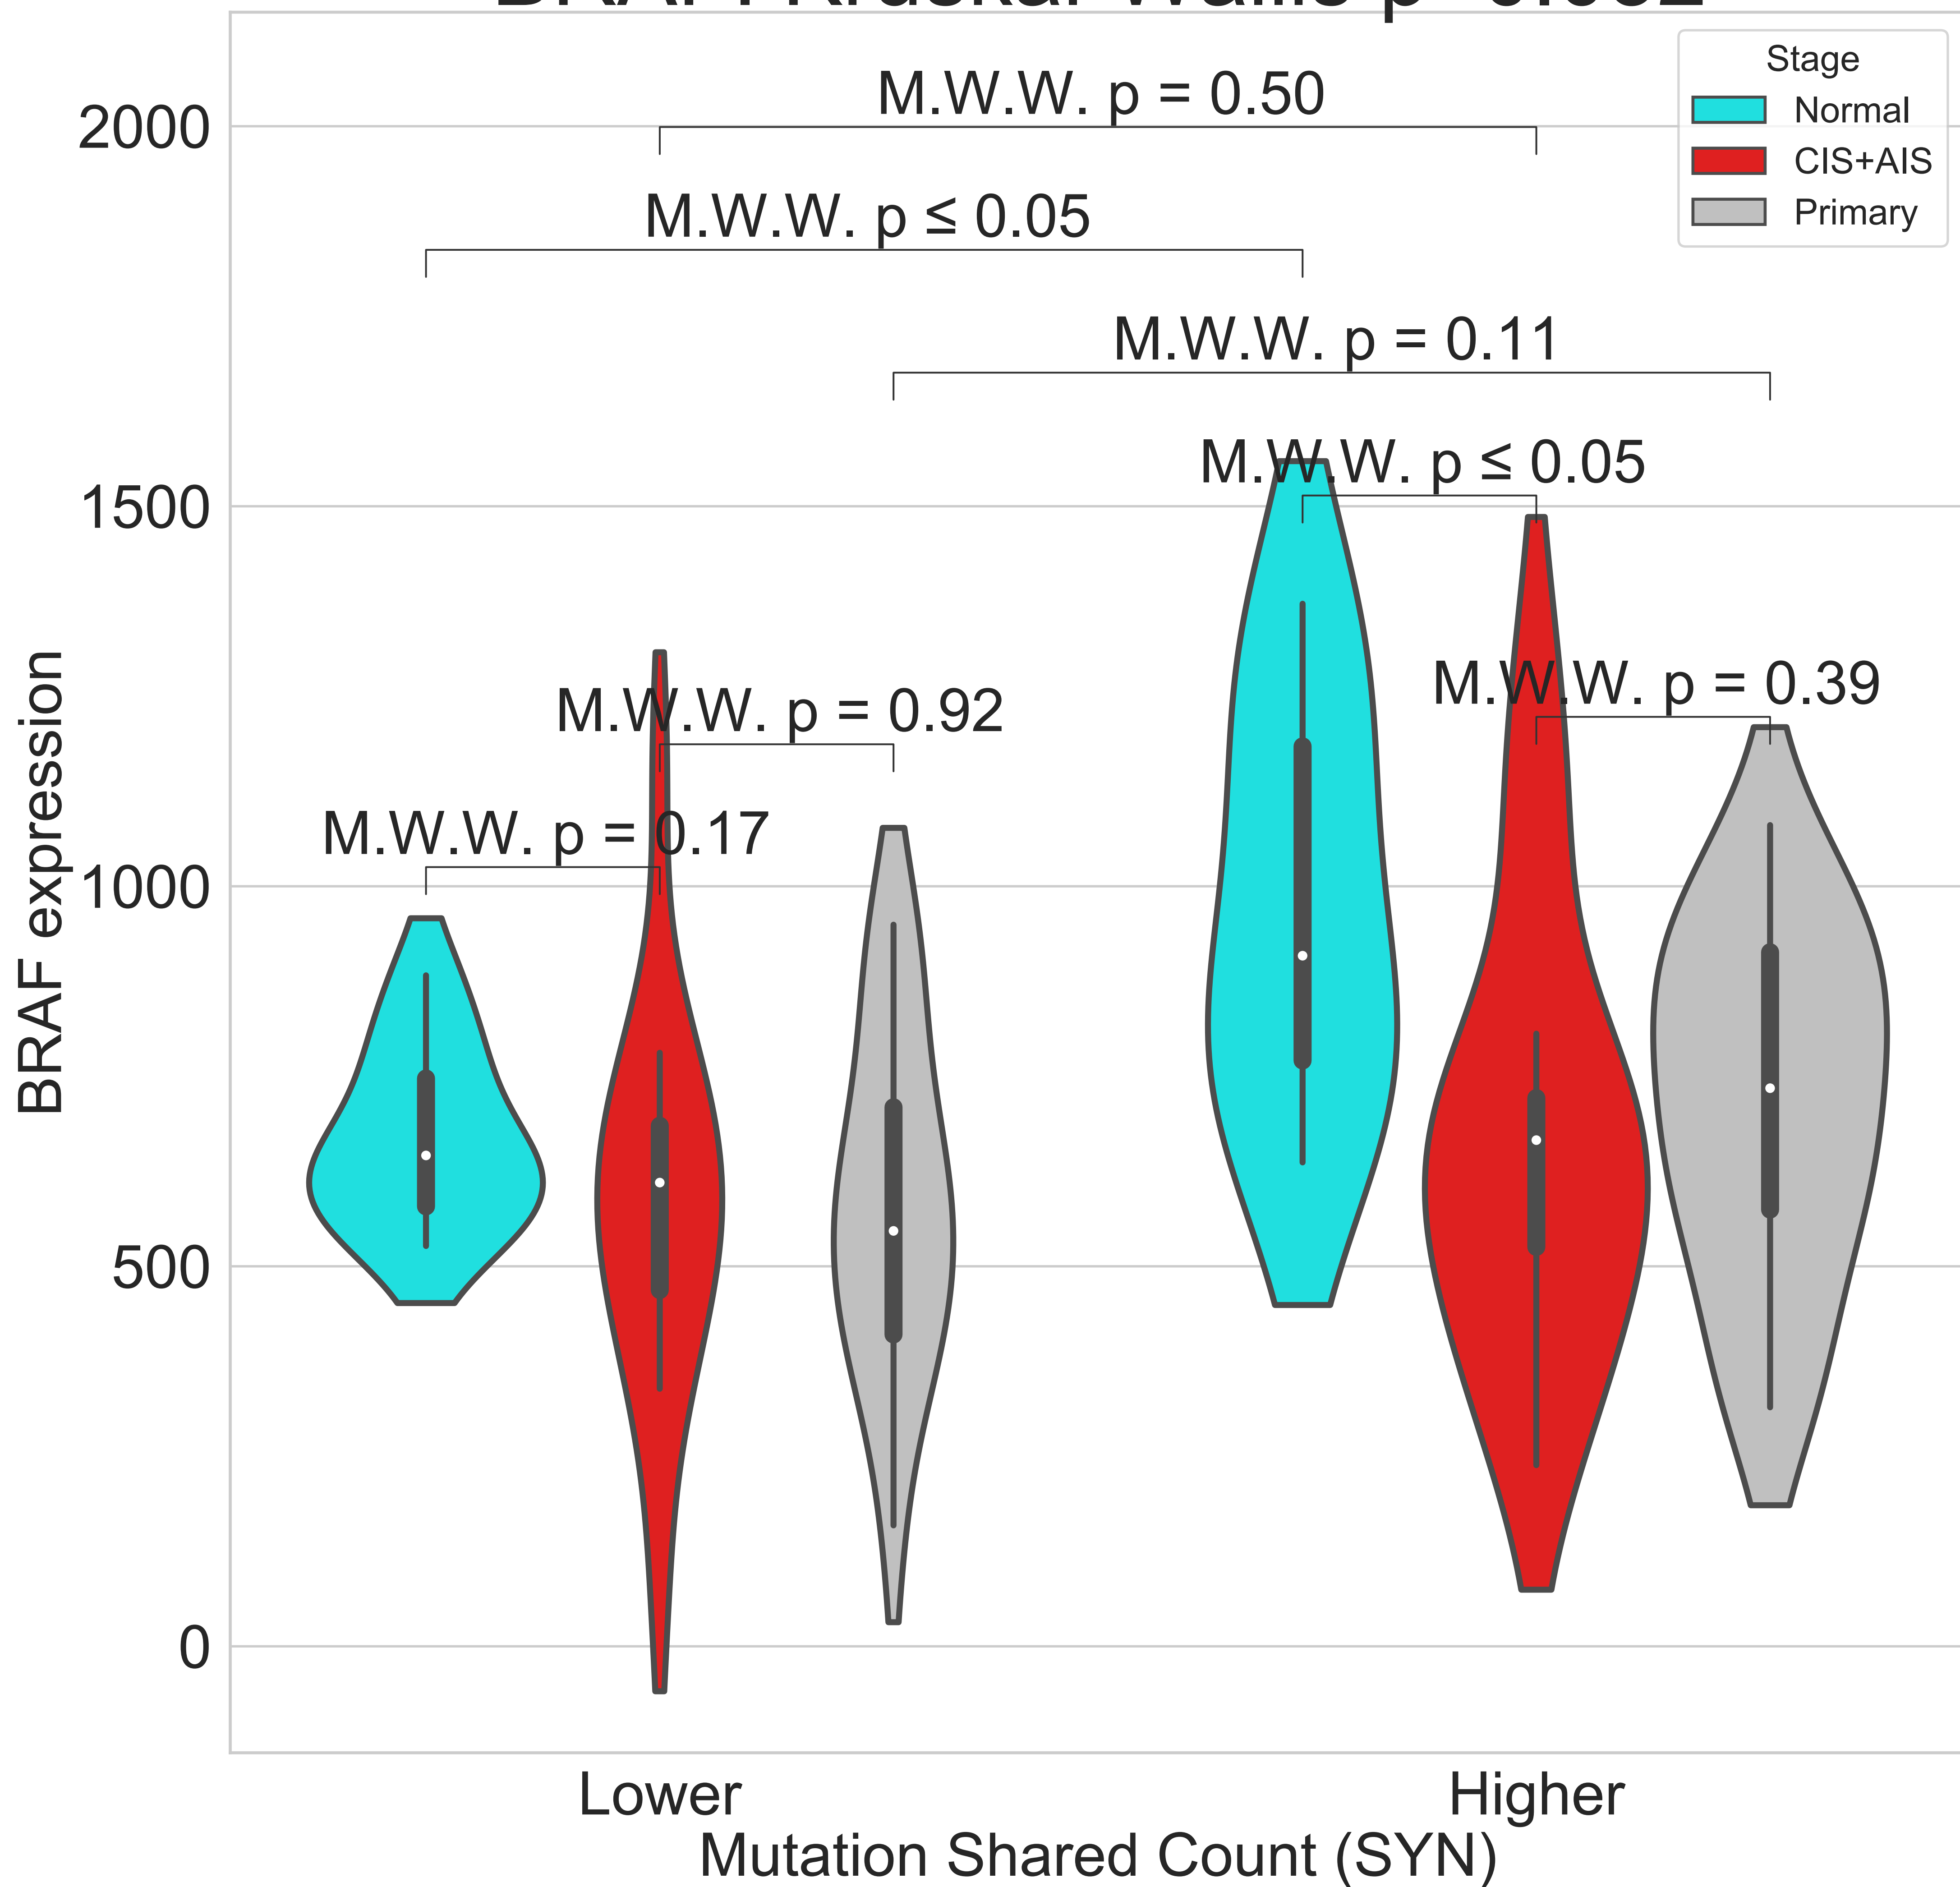 M.W.W. p = 0.50
Stage
Normal
CIS+AIS
Primary
2000
M.W.W. p ≤ 0.05
M.W.W. p = 0.11
M.W.W. p ≤ 0.05
1500
M.W.W. p = 0.39
M.W.W. p = 0.92
M.W.W. p = 0.17
1000
BRAF expression
500
0
Lower
Higher
Mutation Shared Count (SYN)